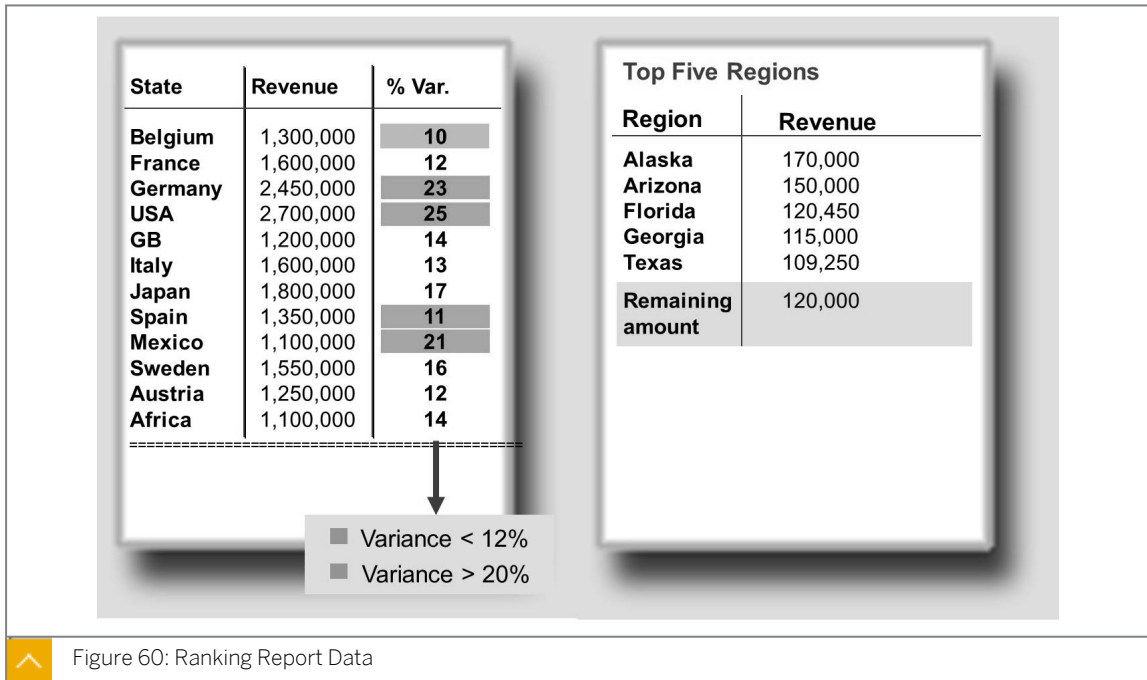 State Revenue % Var.
Belgium 1,300,000 10
France 1,600,000 12
Germany 2,450,000 23
USA 2,700,000 25
GB 1,200,000 14
Italy 1,600,000 13
Japan 1,800,000 17
Spain 1,350,000 11
Mexico 1,100,000 21
Sweden 1,550,000 16
Austria 1,250,000 12
Africa 1,100,000 14
Variance < 12%
Variance > 20%
Top Five Regions
Region Revenue
Alaska 170,000
Arizona 150,000
Florida 120,450
Georgia 115,000
Texas 109,250
Remaining 120,000
amount
Figure 60: Ranking Report Data